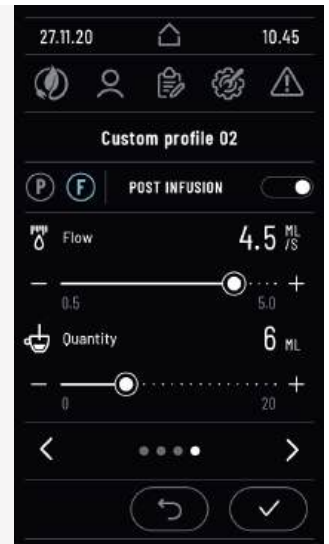 27.11.20 10.45
Custom profile 02
P F POST INFUSION
Flow 4.5 ML/S
− +
0.5 5.0
Quantity 6 ML
− +
0 20
< >